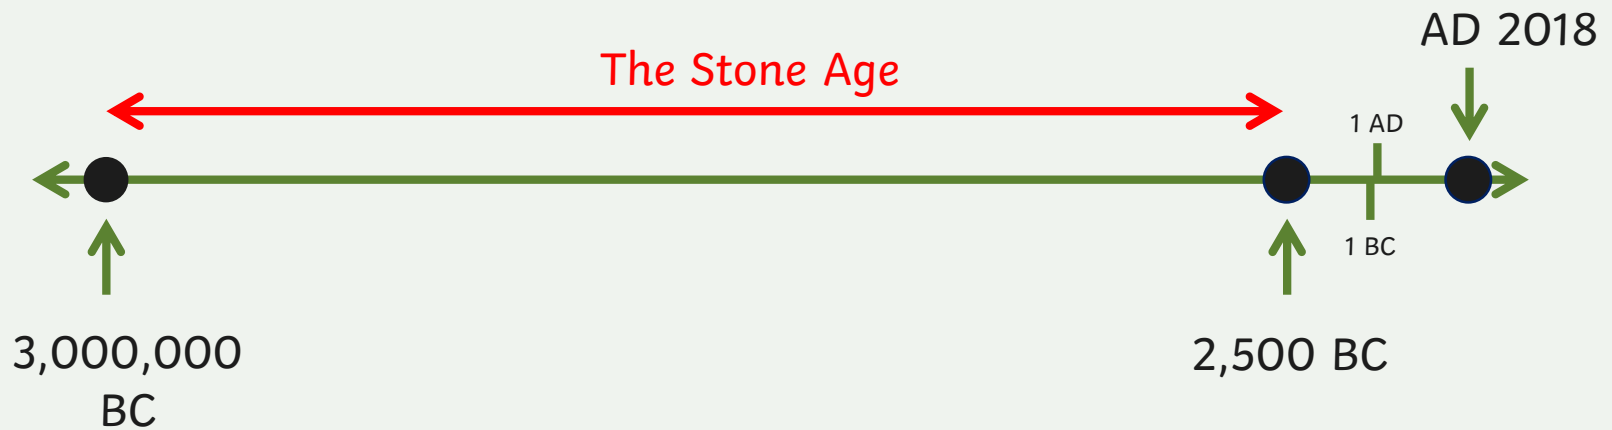 AD 2018
The Stone Age
1 AD
1 BC
3,000,000
BC
2,500 BC